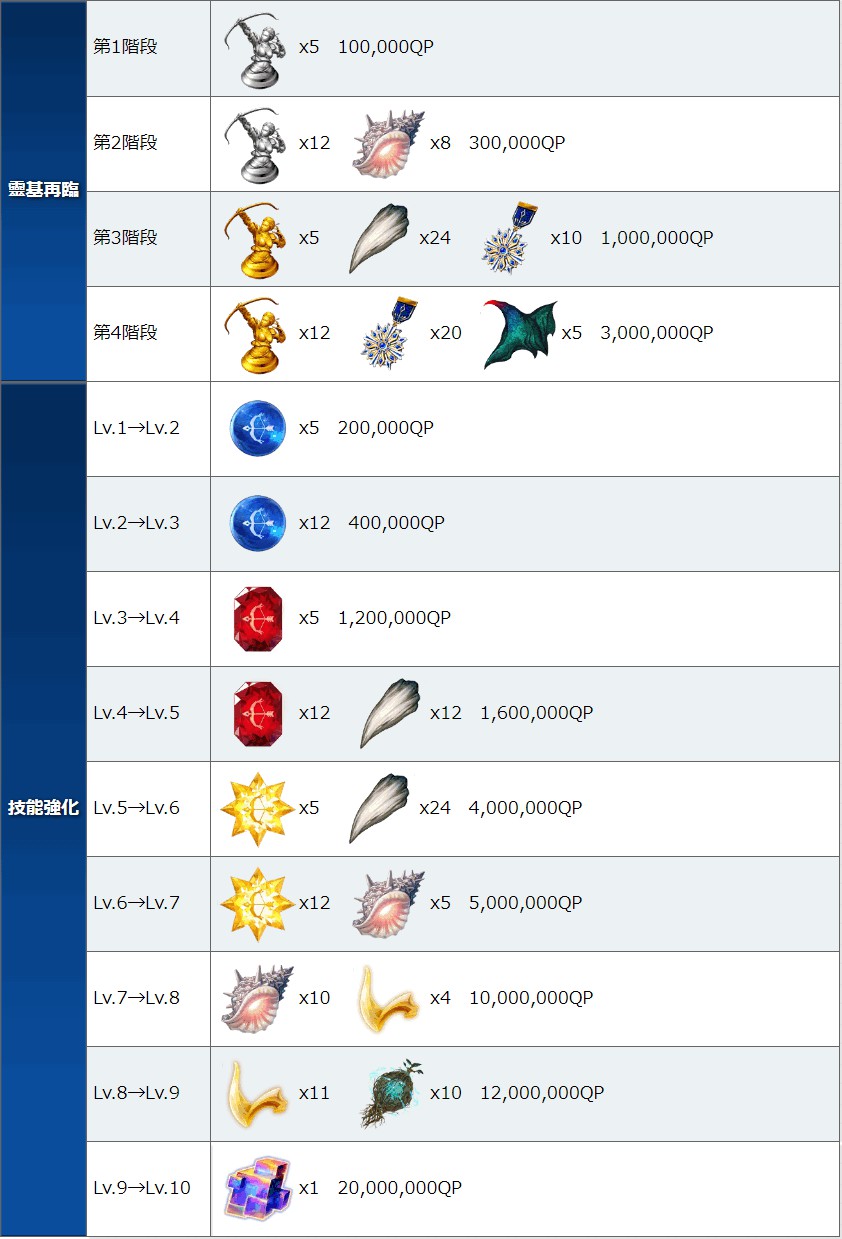 靈基再臨
第1階段 x5 100,000QP
第2階段 x12 x8 300,000QP
第3階段 x5 x24 x10 1,000,000QP
第4階段 x12 x20 x5 3,000,000QP
技能強化
Lv.1→Lv.2 x5 200,000QP
Lv.2→Lv.3 x12 400,000QP
Lv.3→Lv.4 x5 1,200,000QP
Lv.4→Lv.5 x12 x12 1,600,000QP
Lv.5→Lv.6 x5 x24 4,000,000QP
Lv.6→Lv.7 x12 x5 5,000,000QP
Lv.7→Lv.8 x10 x4 10,000,000QP
Lv.8→Lv.9 x11 x10 12,000,000QP
Lv.9→Lv.10 x1 20,000,000QP